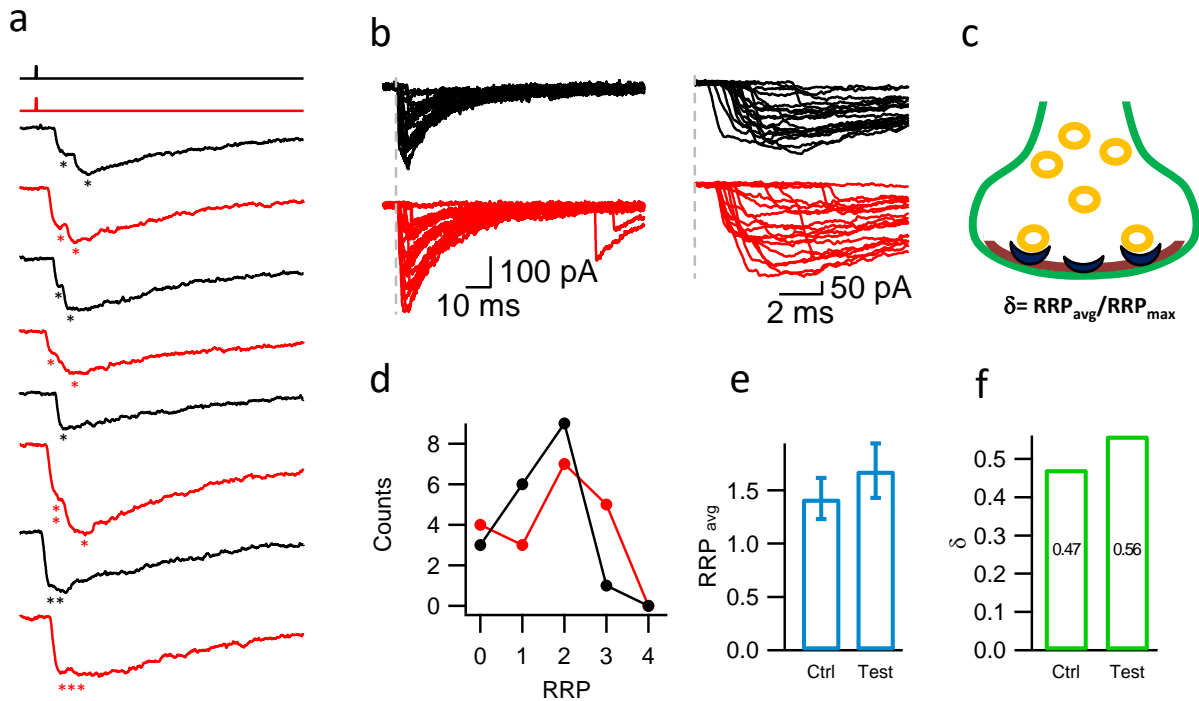 a
*
*
*
*
*
*
*
*
*
*
*
*
**
***
b
100 pA
10 ms
50 pA
2 ms
c
δ= RRPavg/RRPmax
d
Counts
8
6
4
2
0
0 1 2 3 4
RRP
e
RRP avg
1.5
1.0
0.5
0.0
Ctrl Test
f
δ
0.5
0.4
0.3
0.2
0.1
0.0
0.47 0.56
Ctrl Test